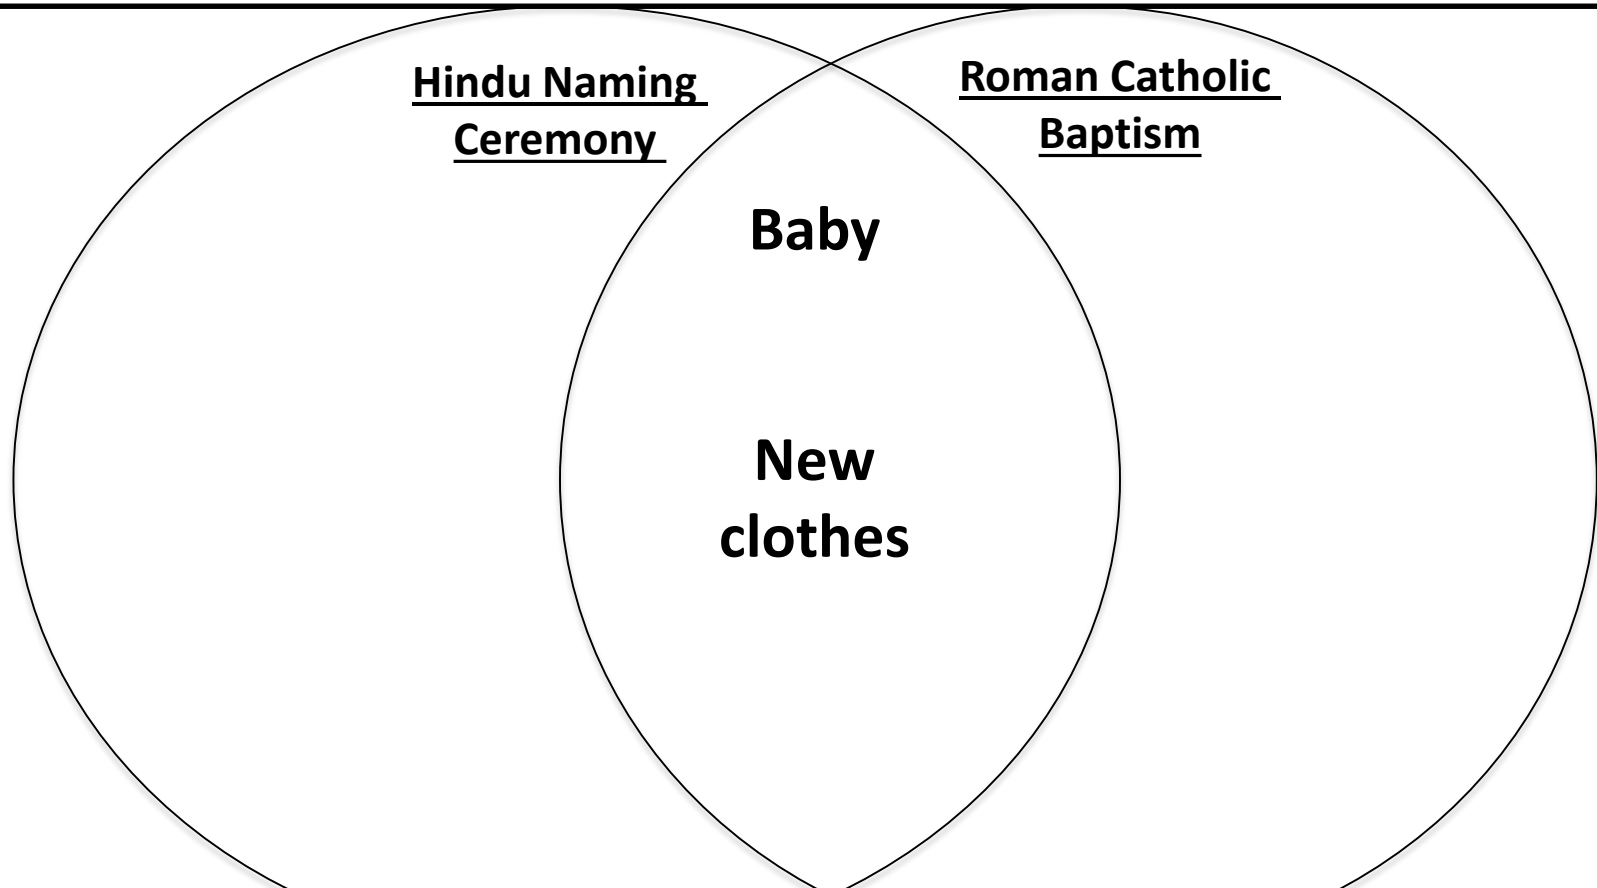 Hindu Naming
Ceremony
Roman Catholic
Baptism
Baby
New
clothes